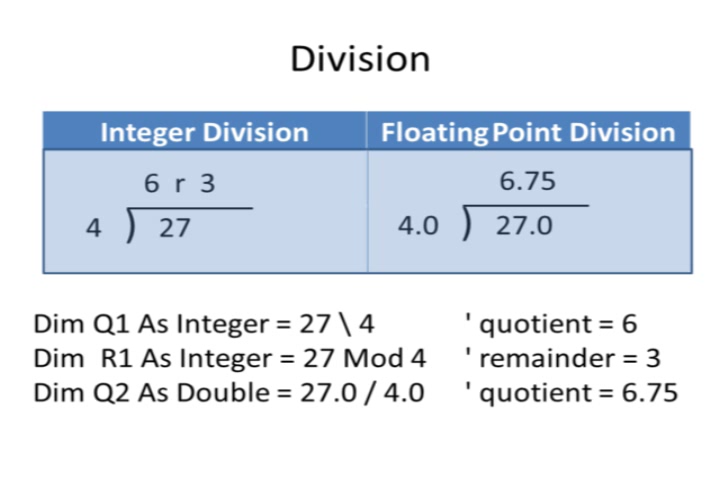 Division
Integer Division
Floating Point Division
6 r 3
4 ) 27
6.75
4.0 ) 27.0
Dim Q1 As Integer = 27 \ 4 ' quotient = 6
Dim R1 As Integer = 27 Mod 4 ' remainder = 3
Dim Q2 As Double = 27.0 / 4.0 ' quotient = 6.75